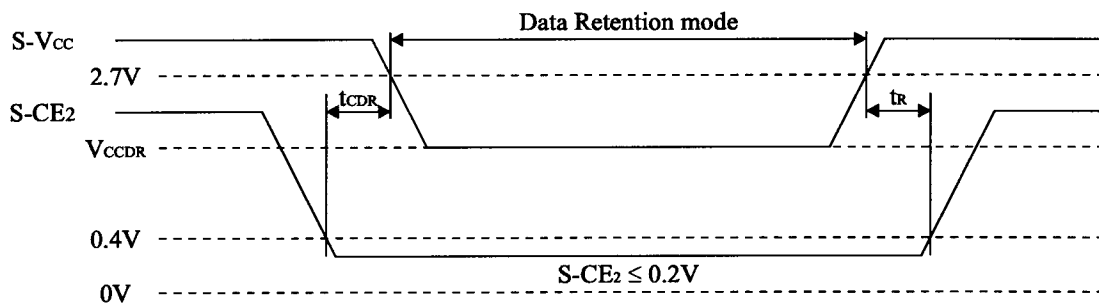 Data Retention mode
S-VCC
2.7V
tCDR
tR
S-CE2
VCCDR
0.4V
S-CE2 ≤ 0.2V
0V